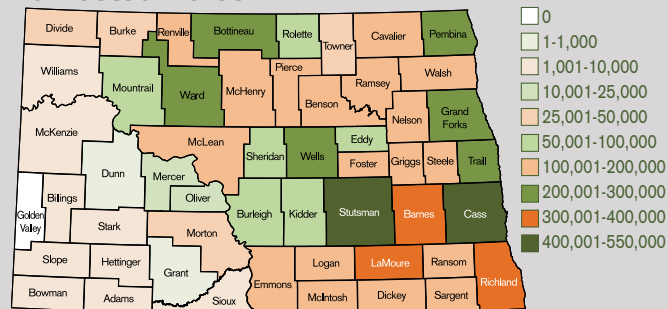 Divide
Burke
Renville
Bottineau
Rolette
Towner
Cavalier
Pembina
Williams
Mountrail
Ward
McHenry
Pierce
Benson
Ramsey
Walsh
Nelson
Grand
Forks
McKenzie
McLean
Sheridan
Wells
Eddy
Foster
Griggs
Steele
Trail
Dunn
Mercer
Oliver
Golden
Valley
Bilings
Stark
Morton
Burleigh
Kidder
Stutsman
Barnes
Cass
Slope
Hettinger
Grant
Bowman
Adams
Sioux
Emmons
Logan
LaMoure
Ransom
Richland
McIntosh
Dickey
Sargent
0
1-1,000
1,001-10,000
10,001-25,000
25,001-50,000
50,001-100,000
100,001-200,000
200,001-300,000
300,001-400,000
400,001-550,000